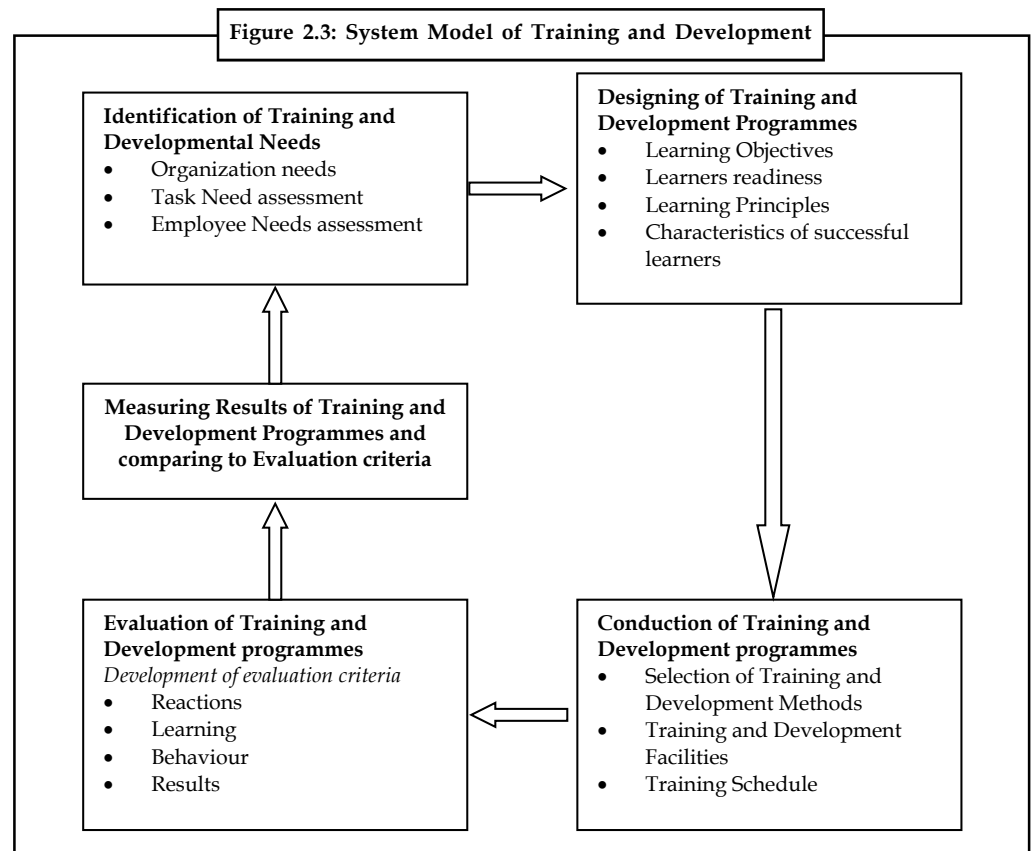 Figure 2.3: System Model of Training and Development
Identification of Training and
Developmental Needs
• Organization needs
• Task Need assessment
• Employee Needs assessment
Designing of Training and
Development Programmes
• Learning Objectives
• Learners readiness
• Learning Principles
• Characteristics of successful
learners
Measuring Results of Training and
Development Programmes and
comparing to Evaluation criteria
Evaluation of Training and
Development programmes
Development of evaluation criteria
• Reactions
• Learning
• Behaviour
• Results
Conduction of Training and
Development programmes
• Selection of Training and
Development Methods
• Training and Development
Facilities
• Training Schedule